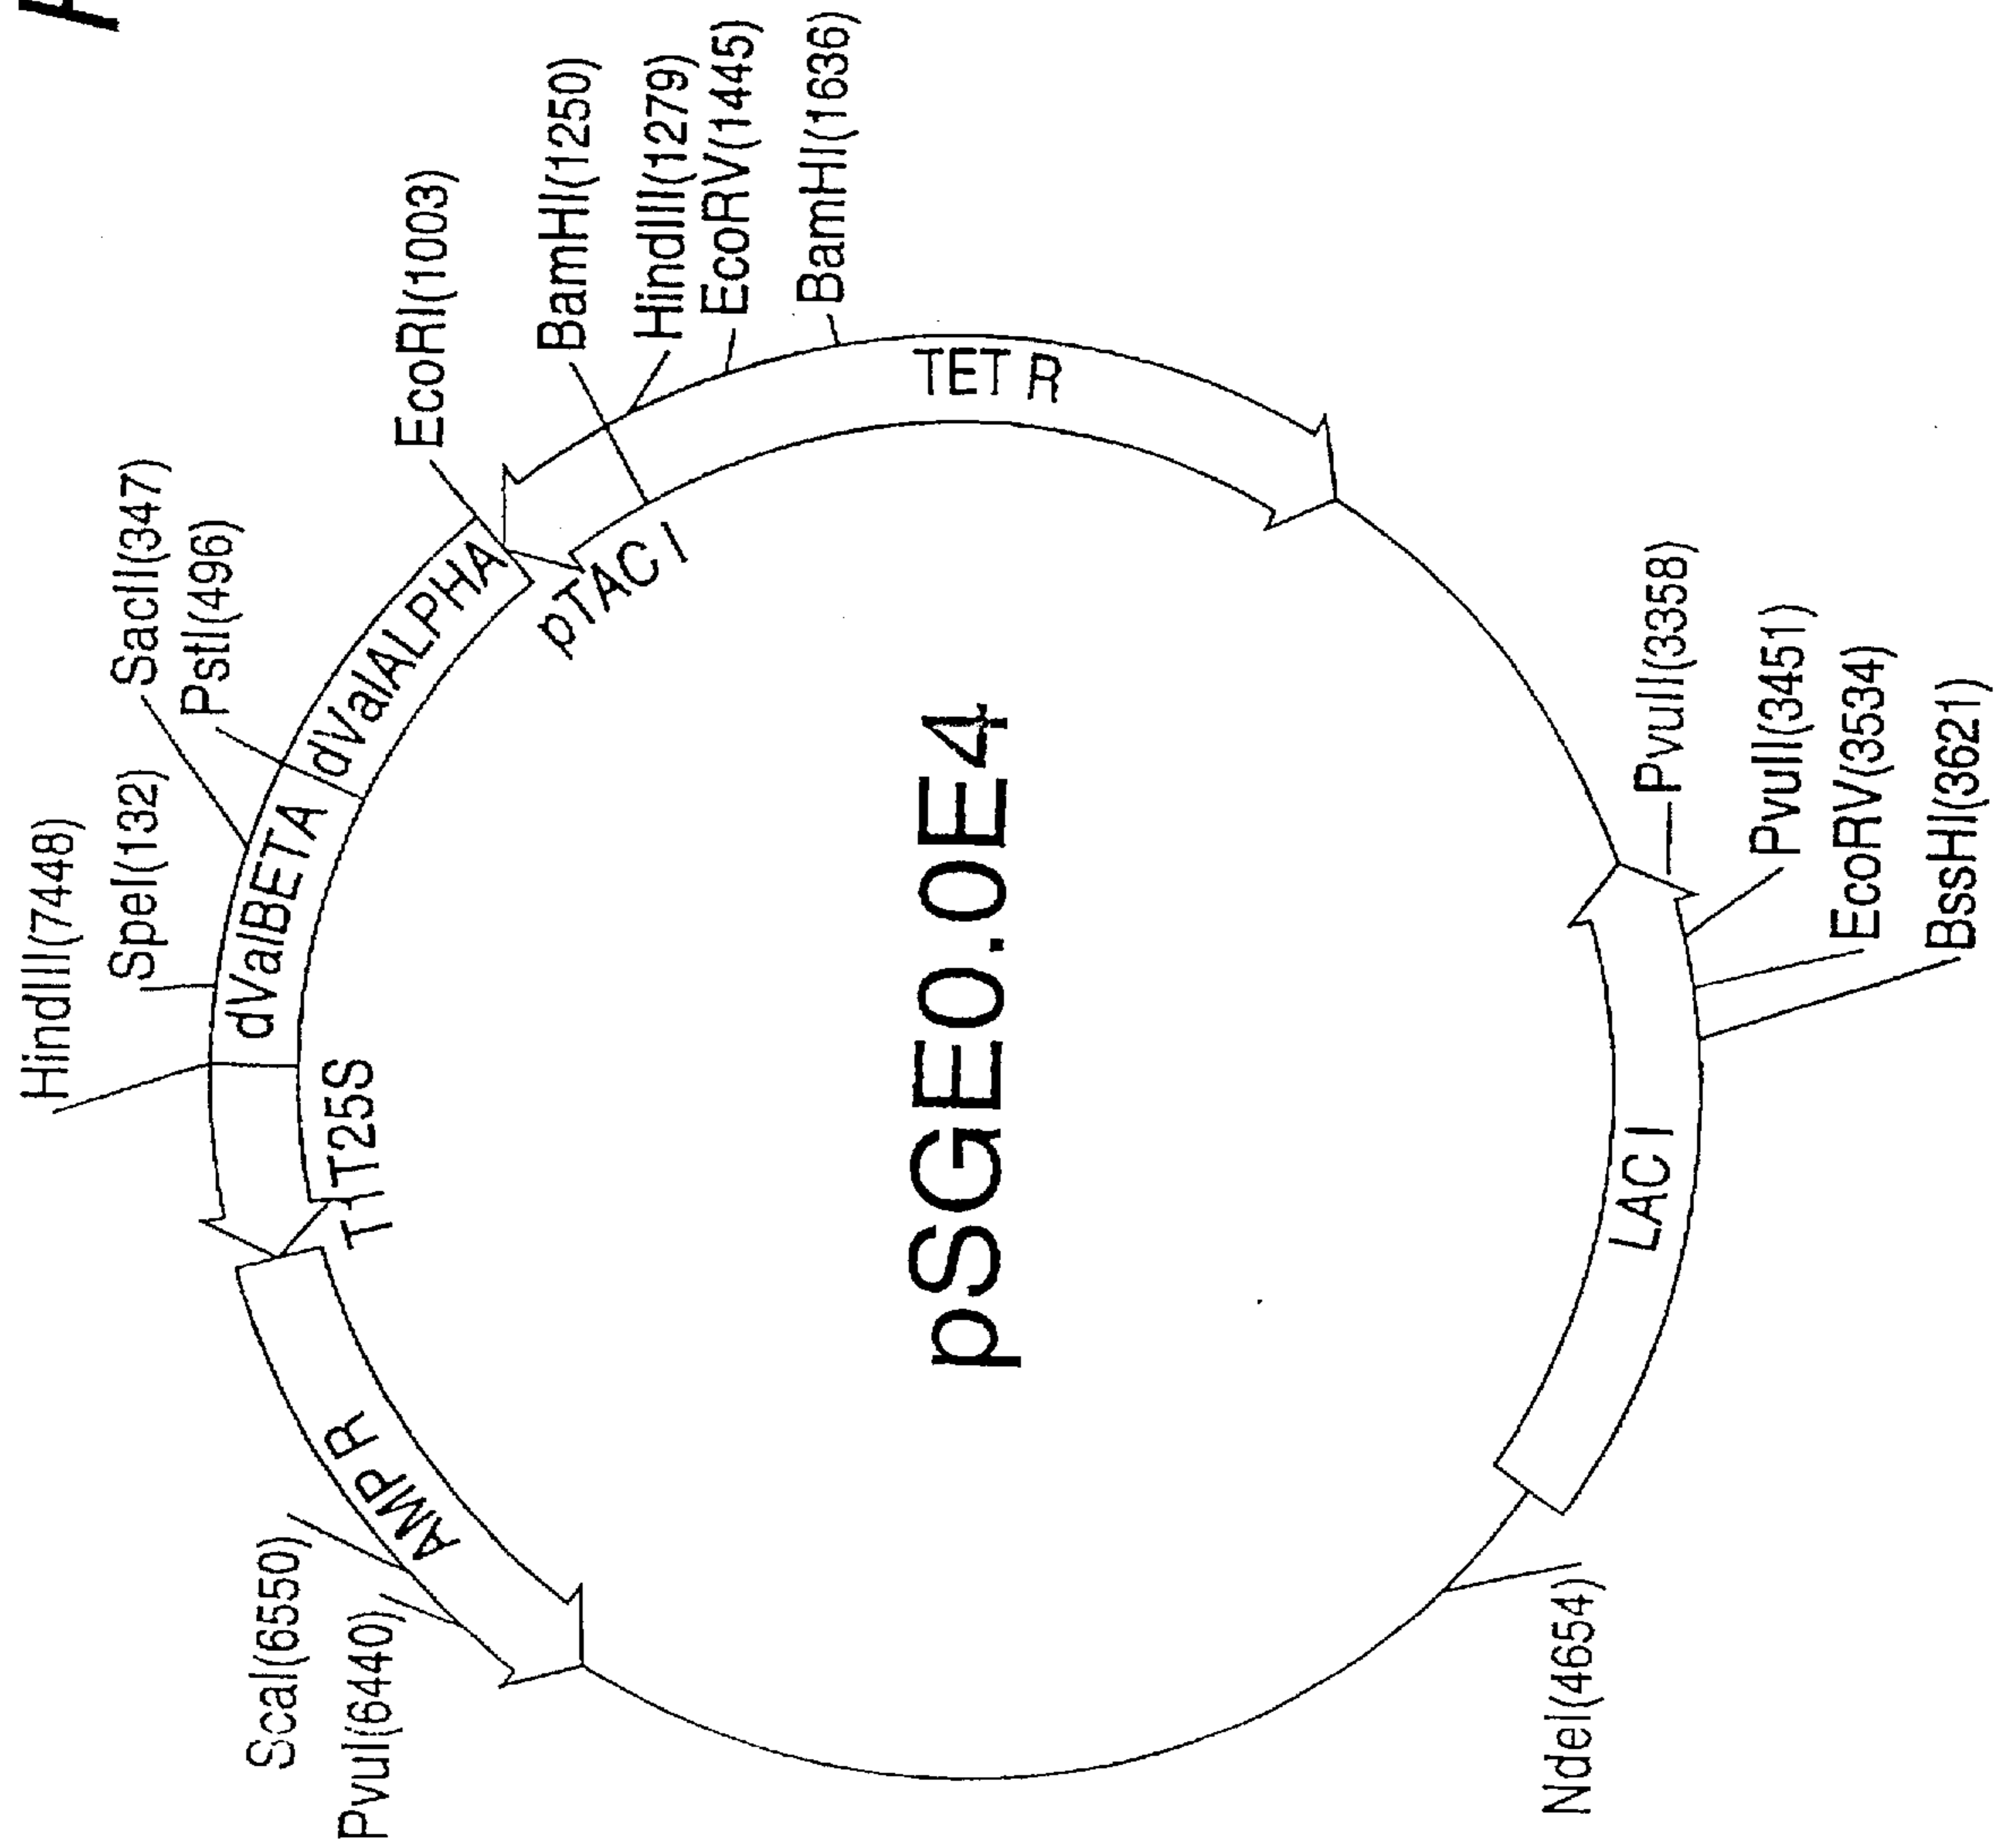 HindIII(7448)
SpeI(132)
SacII(347)
PstI(496)
EcoRI(1003)
BamHI(1250)
HindIII(1279)
EcoRV(1445)
BamHI(1636)
dValBETA
dValALPHA
pTAC I
TET R
T1T25S
AMP R
ScaI(6550)
PvuI(6440)
pSGE0.0E4
LAC I
PvuII(3358)
PvuII(3451)
EcoRV(3534)
BssHI(3621)
NdeI(4654)